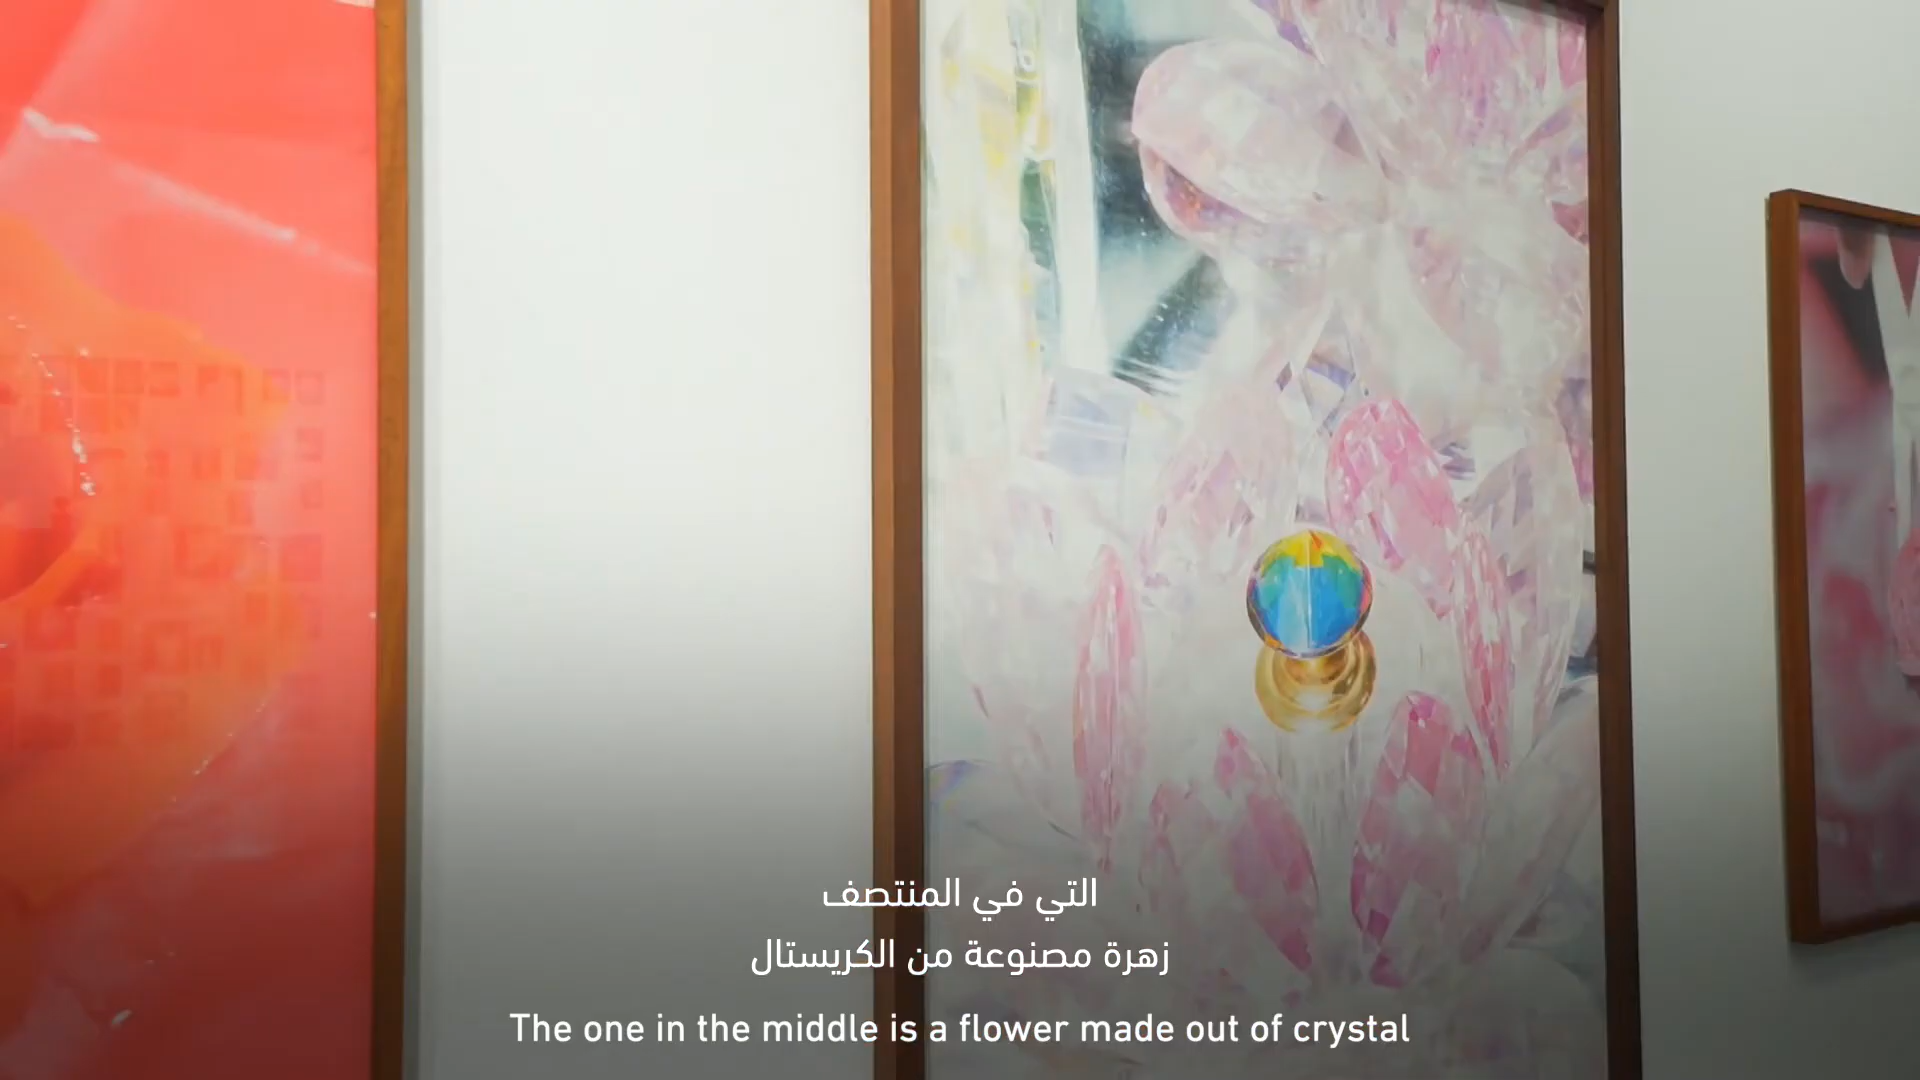 التي في المنتصف
زهرة مصنوعة من الكريستال
The one in the middle is a flower made out of crystal